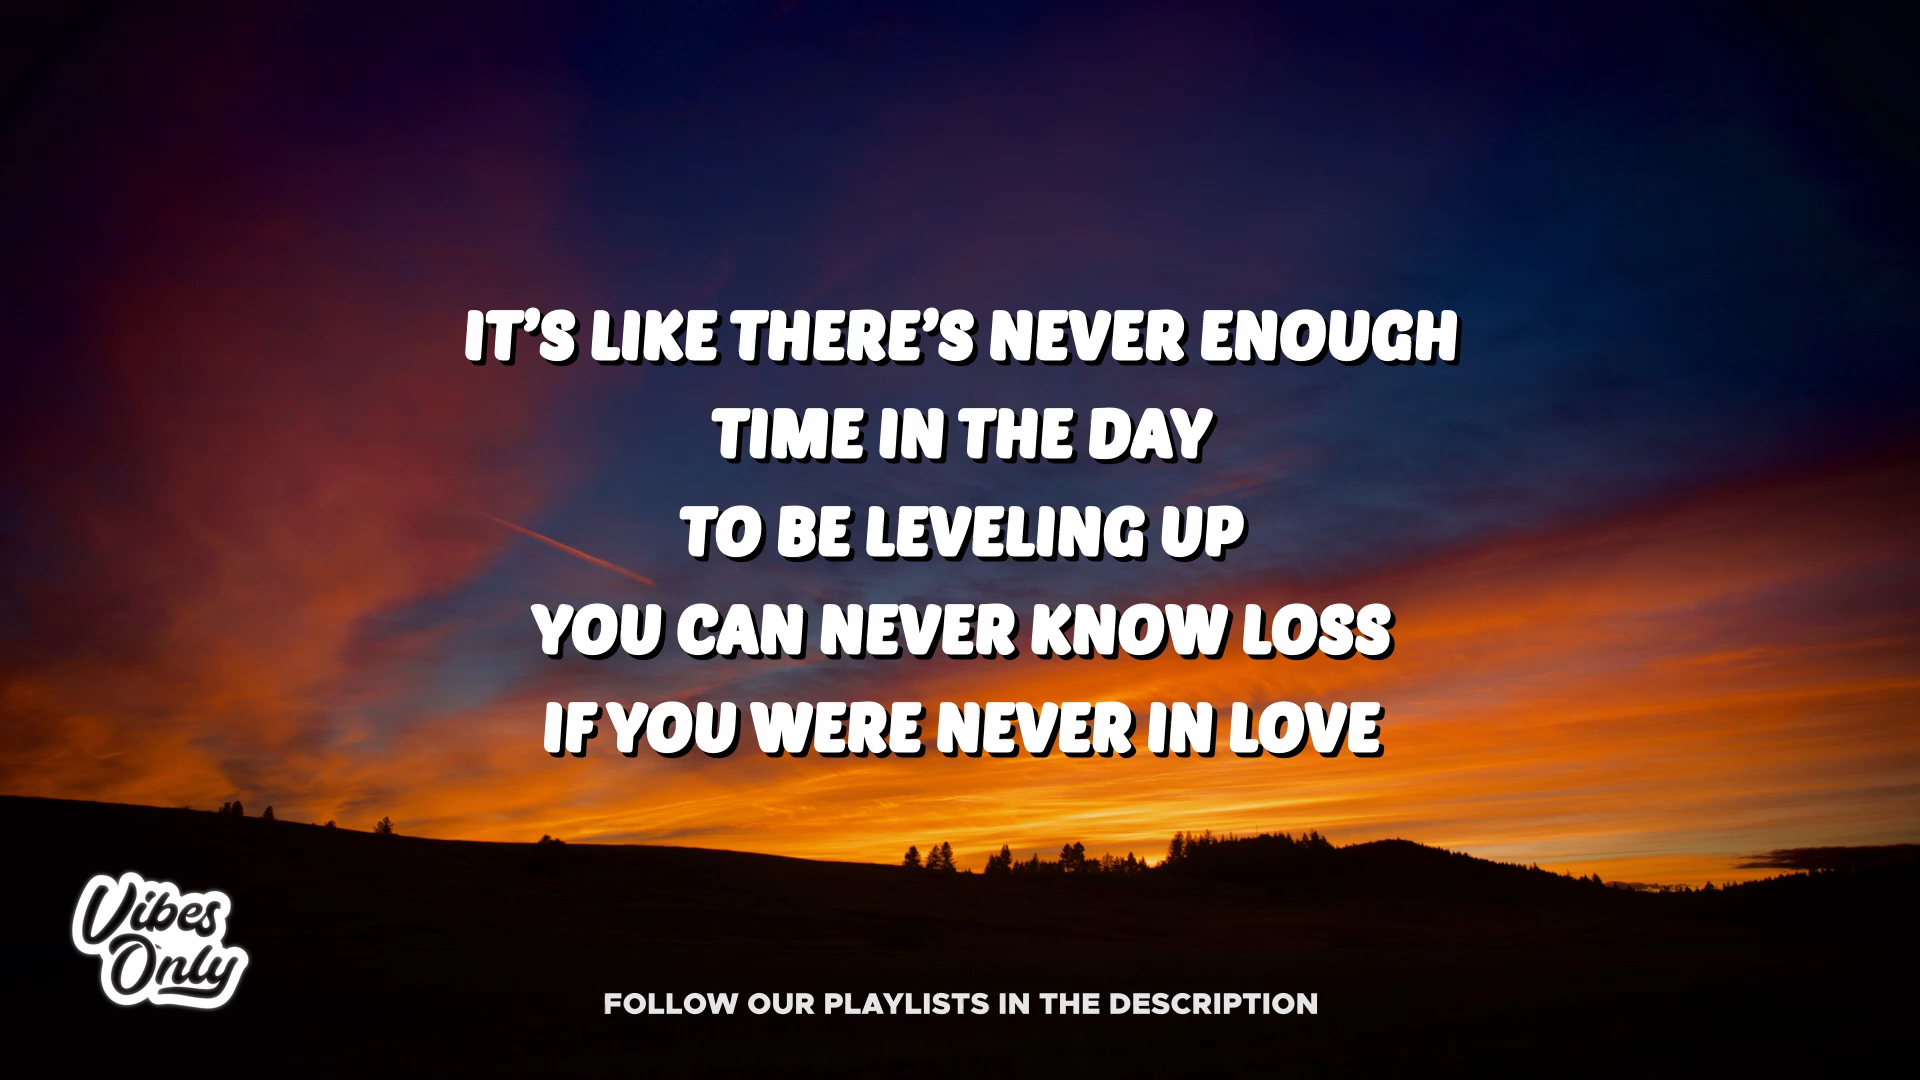 IT’S LIKE THERE’S NEVER ENOUGH
TIME IN THE DAY
TO BE LEVELING UP
YOU CAN NEVER KNOW LOSS
IF YOU WERE NEVER IN LOVE
Vibes
Only
FOLLOW OUR PLAYLISTS IN THE DESCRIPTION